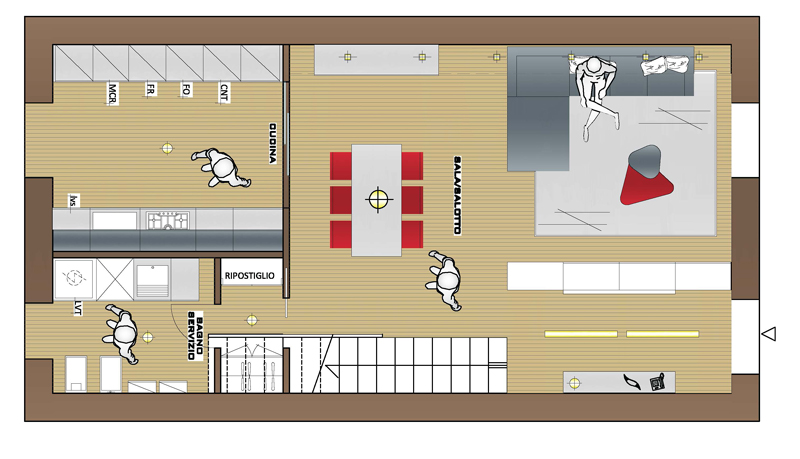 MCR
FR
FO
CNT
CUCINA
lvs
SALA/SALOTTO
RIPOSTIGLIO
LVT
BAGNO
SERVIZIO